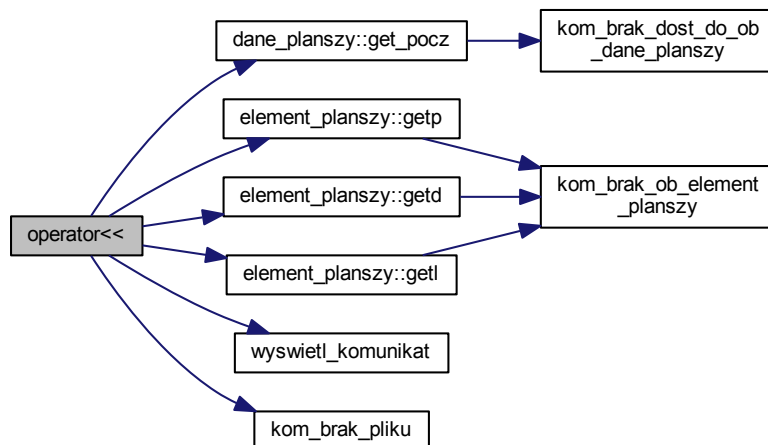 dane_planszy::get_pocz
kom_brak_dost_do_ob
_dane_planszy
element_planszy::getp
element_planszy::getd
kom_brak_ob_element
_planszy
operator<<
element_planszy::getl
wyswietl_komunikat
kom_brak_pliku